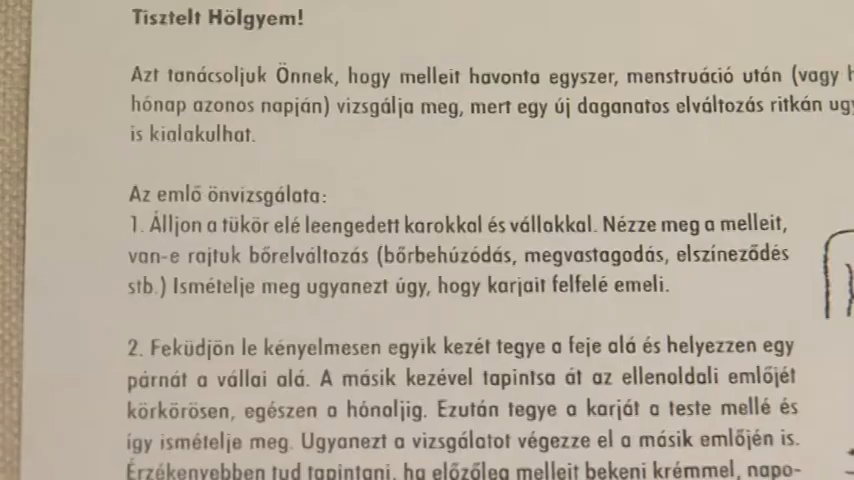 Tisztelt Hölgyem!
Azt tanácsoljuk Önnek, hogy melleit havonta egyszer, menstruáció után (vagy
hónap azonos napján) vizsgálja meg, mert egy új daganatos elváltozás ritkán
is kialakulhat.
Az emlő önvizsgálata:
1. Álljon a tükör elé leengedett karokkal és vállakkal. Nézze meg a melleit,
van-e rajtuk bőrelváltozás (bőrbehúzódás, megvastagodás, elszíneződés
stb.) Ismételje meg ugyanezt úgy, hogy karjait felfelé emeli.
2. Feküdjön le kényelmesen egyik kezét tegye a feje alá és helyezzen egy
párnát a vállai alá. A másik kezével tapintsa át az ellenoldali emlőjét
körkörösen, egészen a hónaljig. Ezután tegye a karját a teste mellé és
így ismételje meg. Ugyanezt a vizsgálatot végezze el a másik emlőjén is.
Érzékenyebben tud tapintani, ha előzőleg melleit bekeni krémmel, napo-